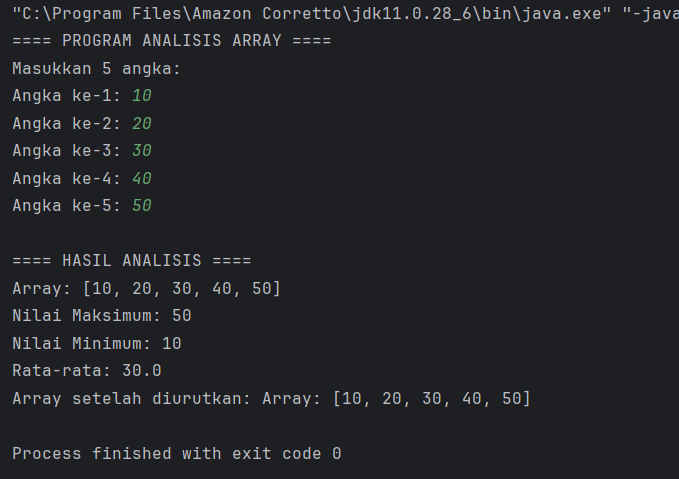 "C:\Program Files\Amazon Corretto\jdk11.0.28_6\bin\java.exe" "-java
==== PROGRAM ANALISIS ARRAY ====
Masukkan 5 angka:
Angka ke-1: 10
Angka ke-2: 20
Angka ke-3: 30
Angka ke-4: 40
Angka ke-5: 50

==== HASIL ANALISIS ====
Array: [10, 20, 30, 40, 50]
Nilai Maksimum: 50
Nilai Minimum: 10
Rata-rata: 30.0
Array setelah diurutkan: Array: [10, 20, 30, 40, 50]

Process finished with exit code 0